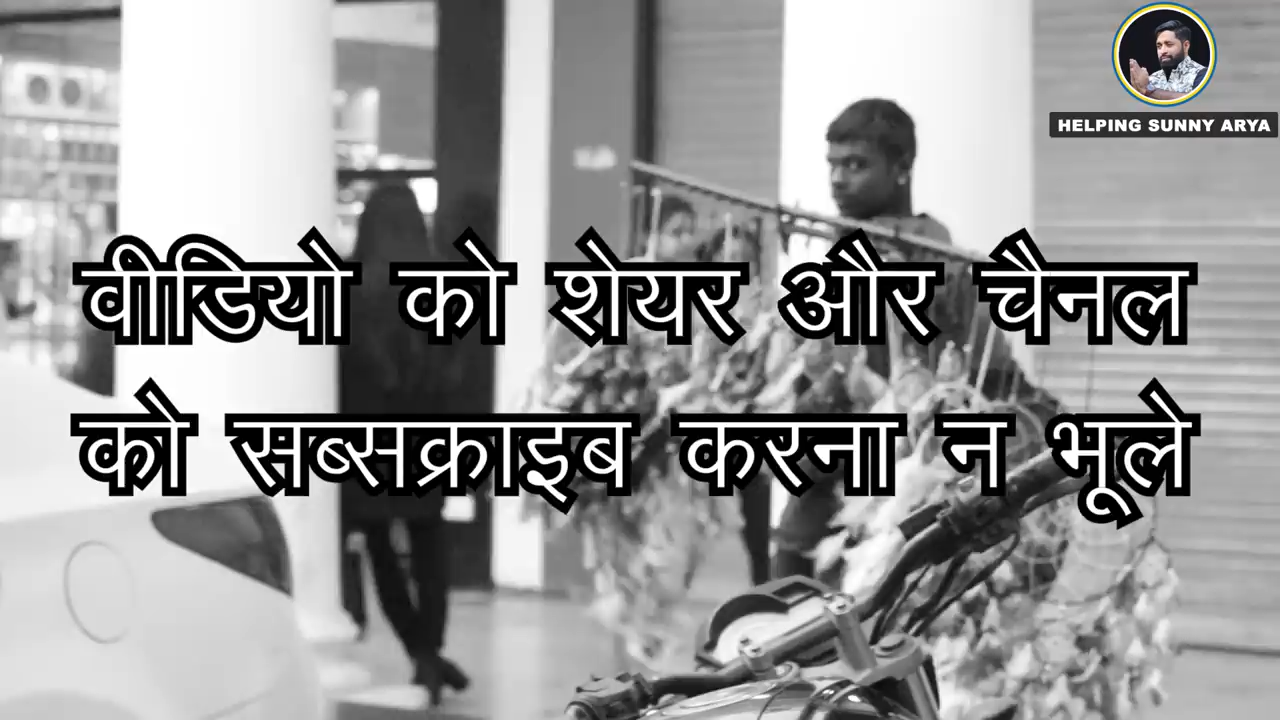 HELPING SUNNY ARYA
वीडियो को शेयर और चैनल
को सब्सक्राइब करना न भूले